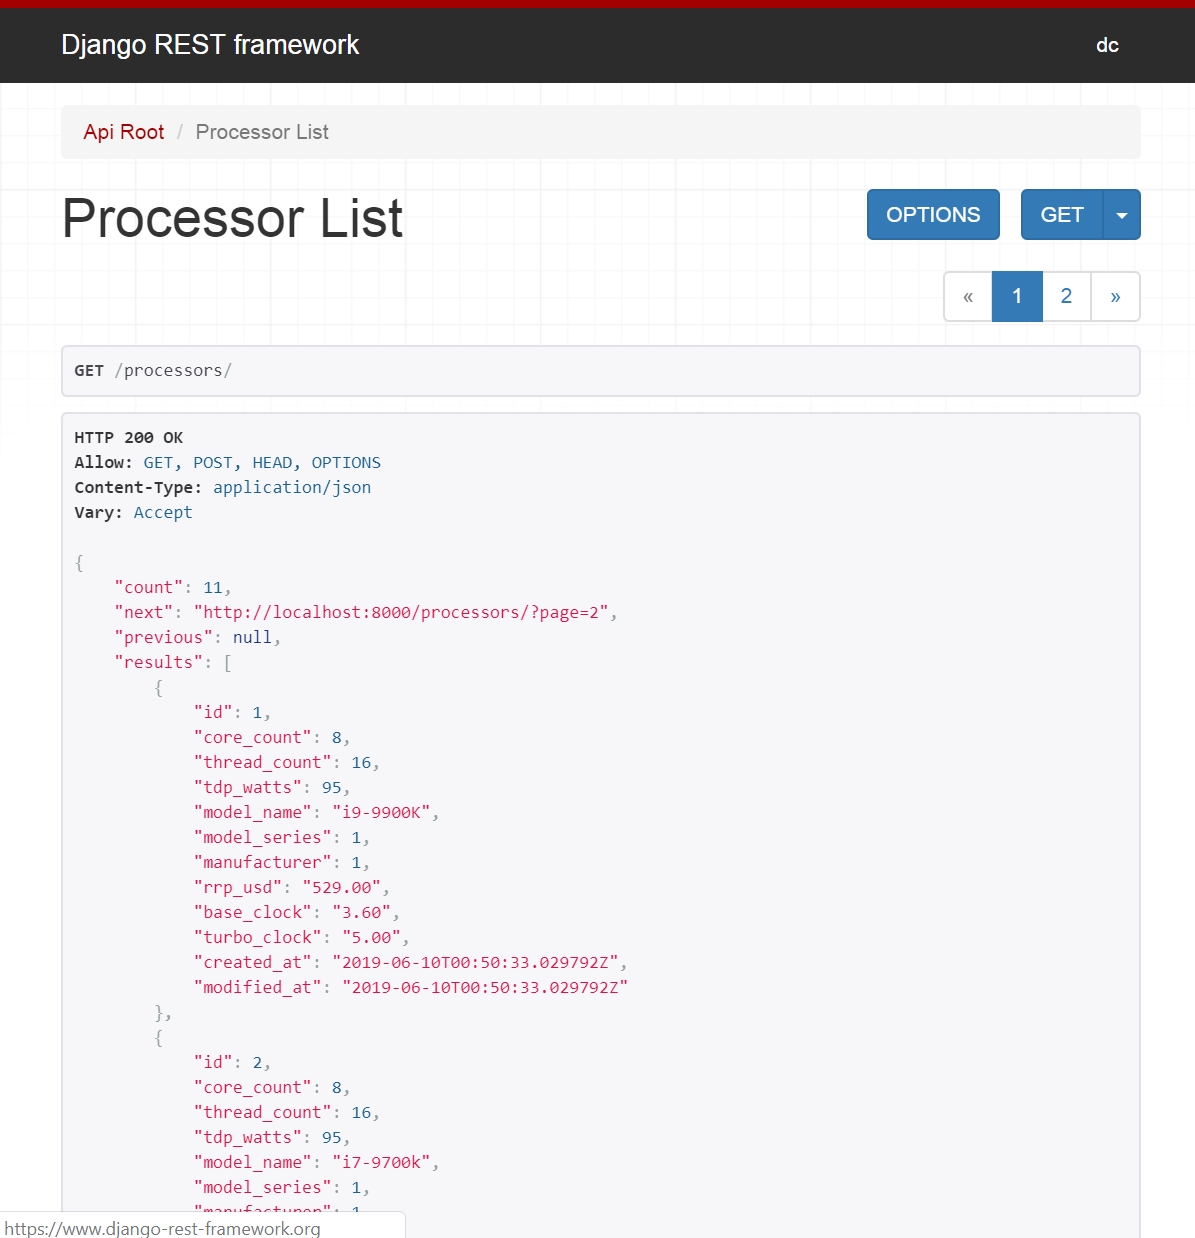 Django REST framework
dc
Api Root / Processor List
Processor List
OPTIONS
GET
« 1 2 »
GET /processors/
HTTP 200 OK
Allow: GET, POST, HEAD, OPTIONS
Content-Type: application/json
Vary: Accept
{
    "count": 11,
    "next": "http://localhost:8000/processors/?page=2",
    "previous": null,
    "results": [
        {
            "id": 1,
            "core_count": 8,
            "thread_count": 16,
            "tdp_watts": 95,
            "model_name": "i9-9900K",
            "model_series": 1,
            "manufacturer": 1,
            "rrp_usd": "529.00",
            "base_clock": "3.60",
            "turbo_clock": "5.00",
            "created_at": "2019-06-10T00:50:33.029792Z",
            "modified_at": "2019-06-10T00:50:33.029792Z"
        },
        {
            "id": 2,
            "core_count": 8,
            "thread_count": 16,
            "tdp_watts": 95,
            "model_name": "i7-9700k",
            "model_series": 1,
            "manufacturer": 1
https://www.django-rest-framework.org